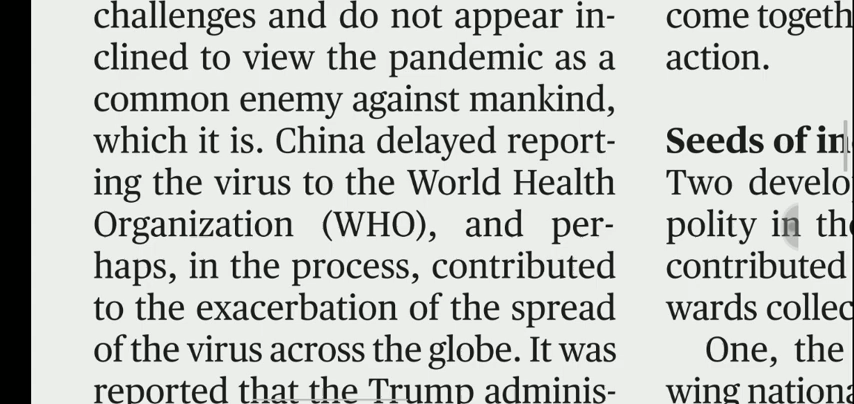 challenges and do not appear in-
clined to view the pandemic as a
common enemy against mankind,
which it is. China delayed report-
ing the virus to the World Health
Organization (WHO), and per-
haps, in the process, contributed
to the exacerbation of the spread
of the virus across the globe. It was
reported that the Trump adminis-
come togeth
action.
Seeds of in
Two develo
polity in the
contributed
wards collec
One, the
wing nationa